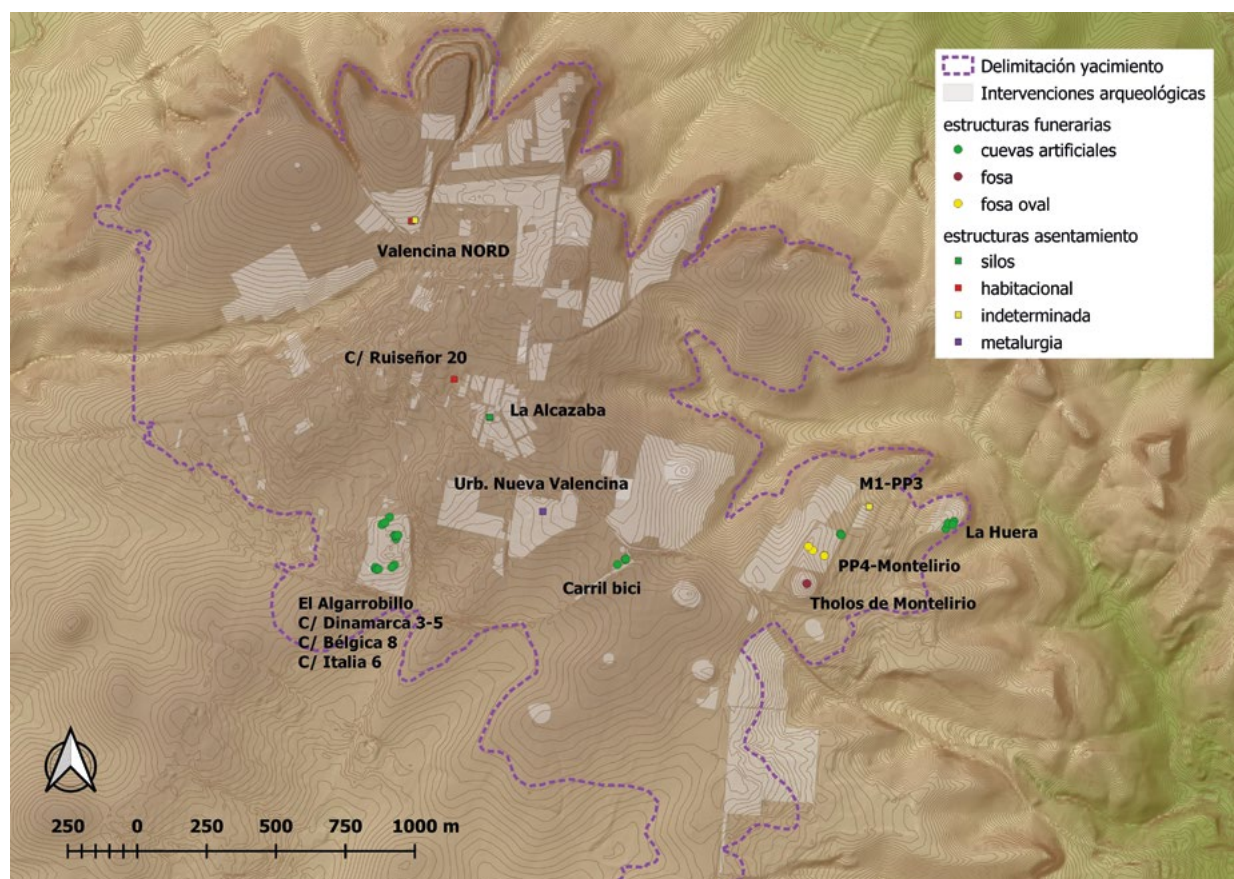 Delimitación yacimiento
Intervenciones arqueológicas
estructuras funerarias
cuevas artificiales
fosa
fosa oval
estructuras asentamiento
silos
habitacional
indeterminada
metalurgia
Valencina NORD
C/ Ruiseñor 20
La Alcazaba
Urb. Nueva Valencina
M1-PP3
La Huera
PP4-Montelirio
Carril bici
Tholos de Montelirio
El Algarrobillo
C/ Dinamarca 3-5
C/ Bélgica 8
C/ Italia 6
250 0 250 500 750 1000 m